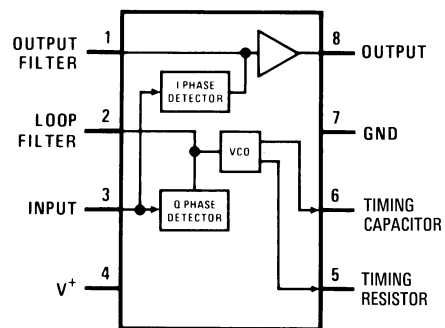 1
OUTPUT
FILTER
8
OUTPUT
I PHASE
DETECTOR
2
LOOP
FILTER
7
GND
VCO
3
INPUT
Q PHASE
DETECTOR
6
TIMING
CAPACITOR
4
V+
5
TIMING
RESISTOR